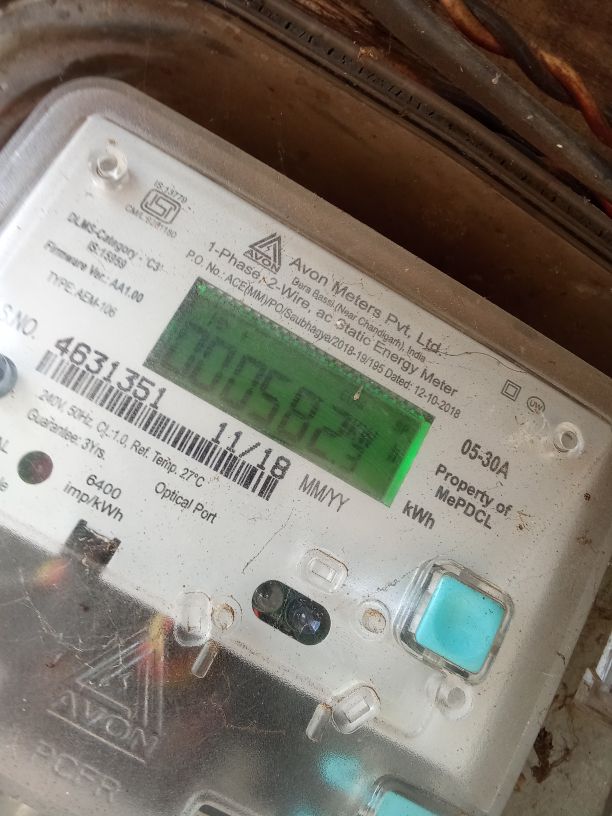 IS:13779
DLMS-Category : 'C3'
IS:15959
Firmware Ver.: AA1.00
TYPE: AEM-106
AVON
Avon Meters Pvt. Ltd.
Dera Bassi (Near Chandigarh), India
1-Phase, 2-Wire, ac Static Energy Meter
P.O. No.: ACE(MM)/PO/Saubhagya/2018-19/195 Dated: 12-10-2018
S.NO.
4631351
11/18
MM/YY
kWh
05-30A
Property of
MePDCL
UW
240V, 50Hz, CL:1.0, Ref. Temp. 27°C
Guarantee: 3Yrs.
6400
imp/kWh
Optical Port
AVON